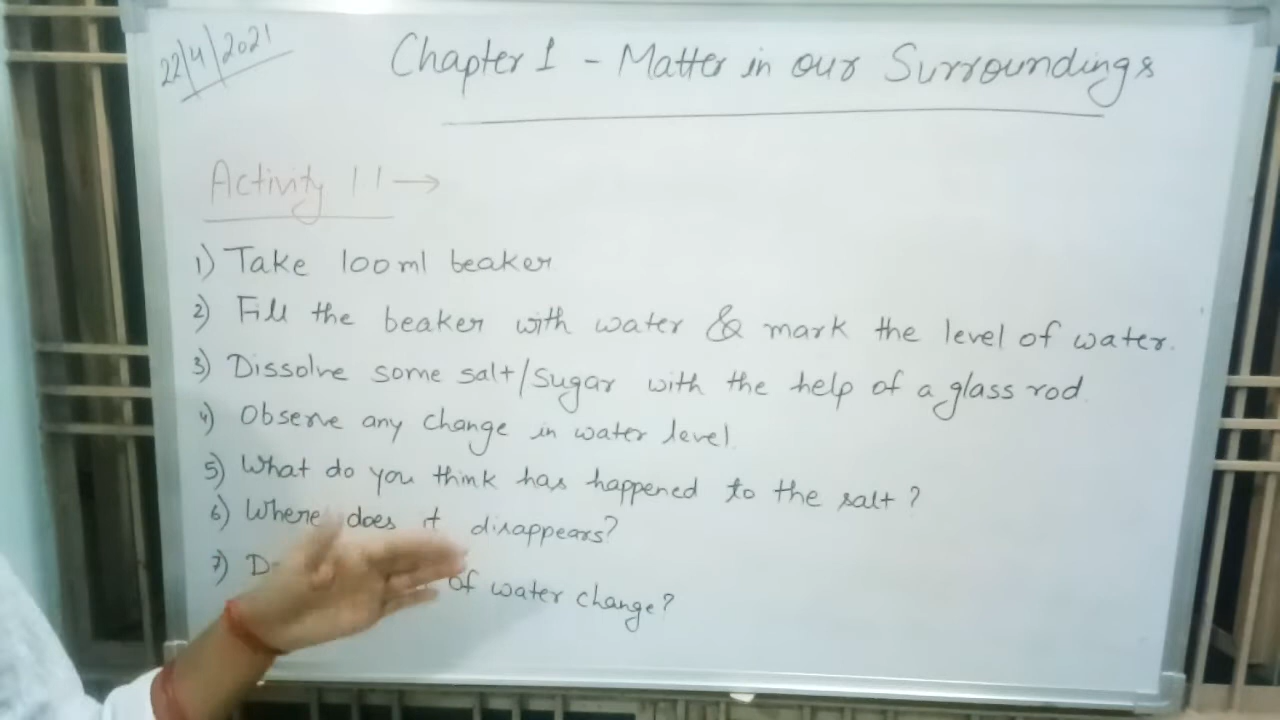 22/4/2021
Chapter 1 - Matter in our Surroundings
Activity 1.1 →
1) Take 100ml beaker
2) Fill the beaker with water & mark the level of water.
3) Dissolve some salt/sugar with the help of a glass rod.
4) Observe any change in water level.
5) What do you think has happened to the salt?
6) Where does it disappears?
7) of water change?